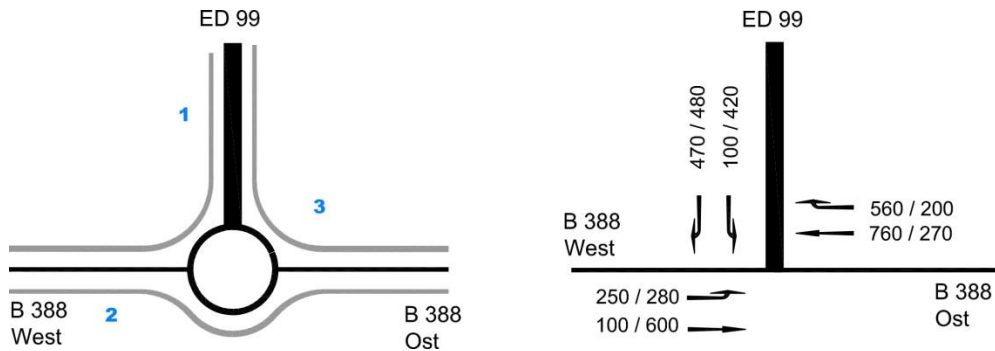 ED 99
1
3
B 388
West
2
B 388
Ost
ED 99
470 / 480
100 / 420
560 / 200
760 / 270
B 388
West
250 / 280
100 / 600
B 388
Ost